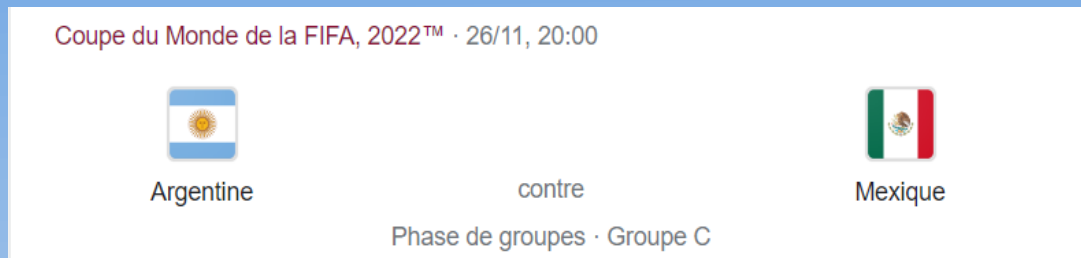 Coupe du Monde de la FIFA, 2022™ · 26/11, 20:00
Argentine contre Mexique
Phase de groupes · Groupe C